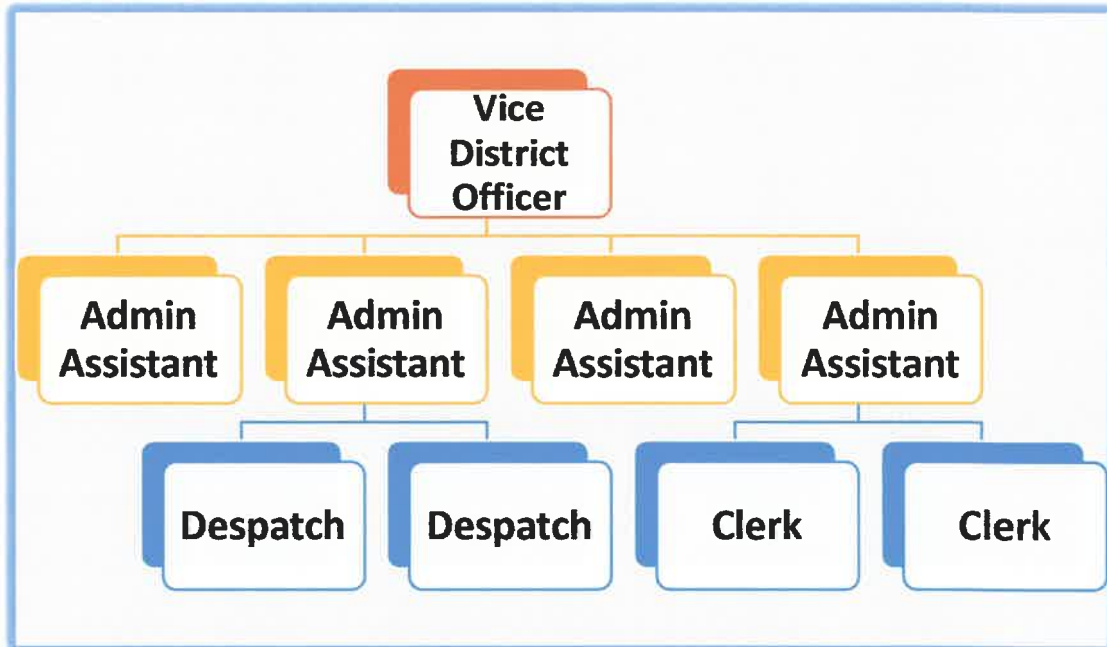 Vice
District
Officer
Admin
Assistant
Admin
Assistant
Admin
Assistant
Admin
Assistant
Despatch
Despatch
Clerk
Clerk